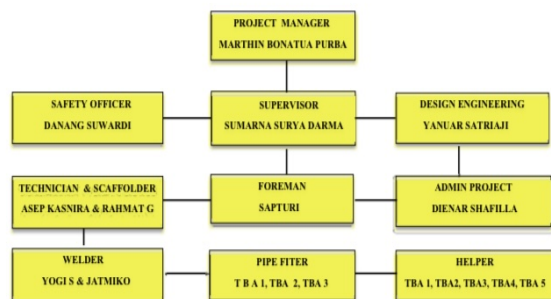 PROJECT MANAGER
MARTHIN BONATUA PURBA
SAFETY OFFICER
DANANG SUWARDI
SUPERVISOR
SUMARNA SURYA DARMA
DESIGN ENGINEERING
YANUAR SATRIAJI
TECHNICIAN & SCAFFOLDER
ASEP KASNIRA & RAHMAT G
FOREMAN
SAPTURI
ADMIN PROJECT
DIENAR SHAFILLA
WELDER
YOGI S & JATMIKO
PIPE FITER
T B A 1, TBA 2, TBA 3
HELPER
TBA 1, TBA2, TBA3, TBA4, TBA 5